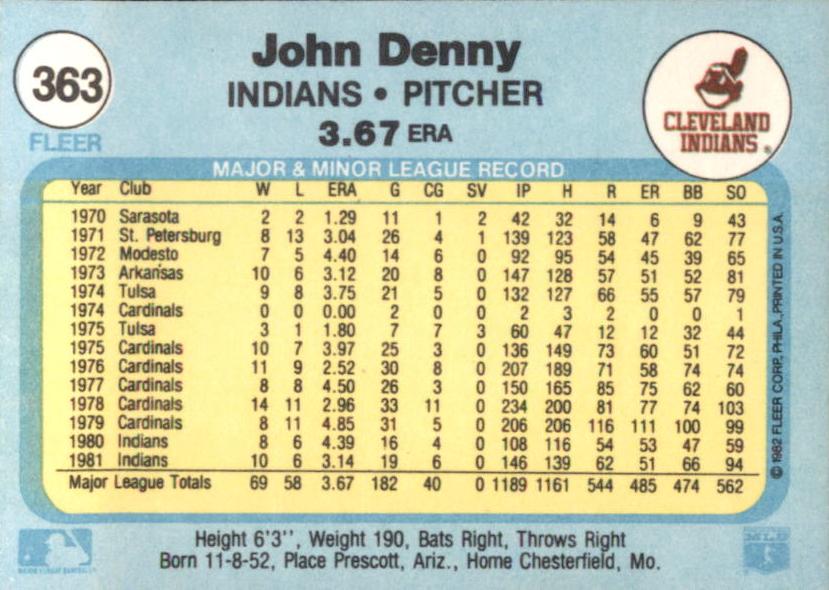 363
FLEER
John Denny
INDIANS • PITCHER
3.67 ERA
CLEVELAND
INDIANS ®
MAJOR & MINOR LEAGUE RECORD
Year Club W L ERA G CG SV IP H R ER BB SO
1970 Sarasota 2 2 1.29 11 1 2 42 32 14 6 9 43
1971 St. Petersburg 8 13 3.04 26 4 1 139 123 58 47 62 77
1972 Modesto 7 5 4.40 14 6 0 92 95 54 45 39 65
1973 Arkansas 10 6 3.12 20 8 0 147 128 57 51 52 81
1974 Tulsa 9 8 3.75 21 5 0 132 127 66 55 57 79
1974 Cardinals 0 0 0.00 2 0 0 2 3 2 0 0 1
1975 Tulsa 3 1 1.80 7 7 3 60 47 12 12 32 44
1975 Cardinals 10 7 3.97 25 3 0 136 149 73 60 51 72
1976 Cardinals 11 9 2.52 30 8 0 207 189 71 58 74 74
1977 Cardinals 8 8 4.50 26 3 0 150 165 85 75 62 60
1978 Cardinals 14 11 2.96 33 11 0 234 200 81 77 74 103
1979 Cardinals 8 11 4.85 31 5 0 206 206 116 111 100 99
1980 Indians 8 6 4.39 16 4 0 108 116 54 53 47 59
1981 Indians 10 6 3.14 19 6 0 146 139 62 51 66 94
Major League Totals 69 58 3.67 182 40 0 1189 1161 544 485 474 562
© 1982 FLEER CORP., PHILA., PRINTED IN U.S.A.
Height 6'3'', Weight 190, Bats Right, Throws Right
Born 11-8-52, Place Prescott, Ariz., Home Chesterfield, Mo.
MAJOR LEAGUE BASEBALL